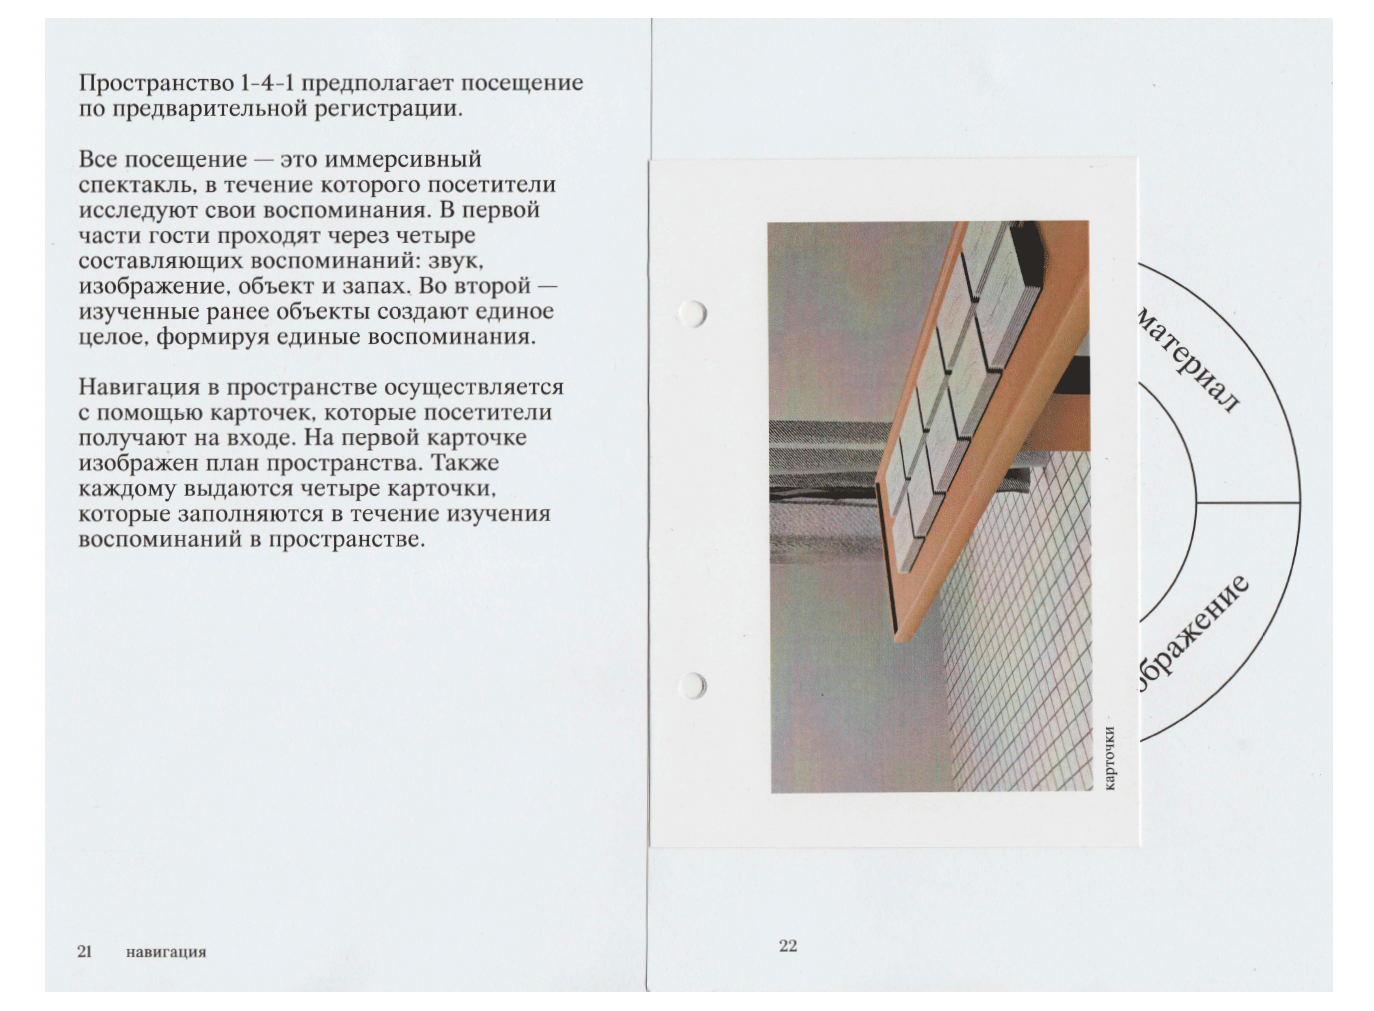 Пространство 1-4-1 предполагает посещение
по предварительной регистрации.
Все посещение — это иммерсивный
спектакль, в течение которого посетители
исследуют свои воспоминания. В первой
части гости проходят через четыре
составляющих воспоминаний: звук,
изображение, объект и запах. Во второй —
изученные ранее объекты создают единое
целое, формируя единые воспоминания.
Навигация в пространстве осуществляется
с помощью карточек, которые посетители
получают на входе. На первой карточке
изображен план пространства. Также
каждому выдаются четыре карточки,
которые заполняются в течение изучения
воспоминаний в пространстве.
21 навигация
материал
ображение
карточки
22